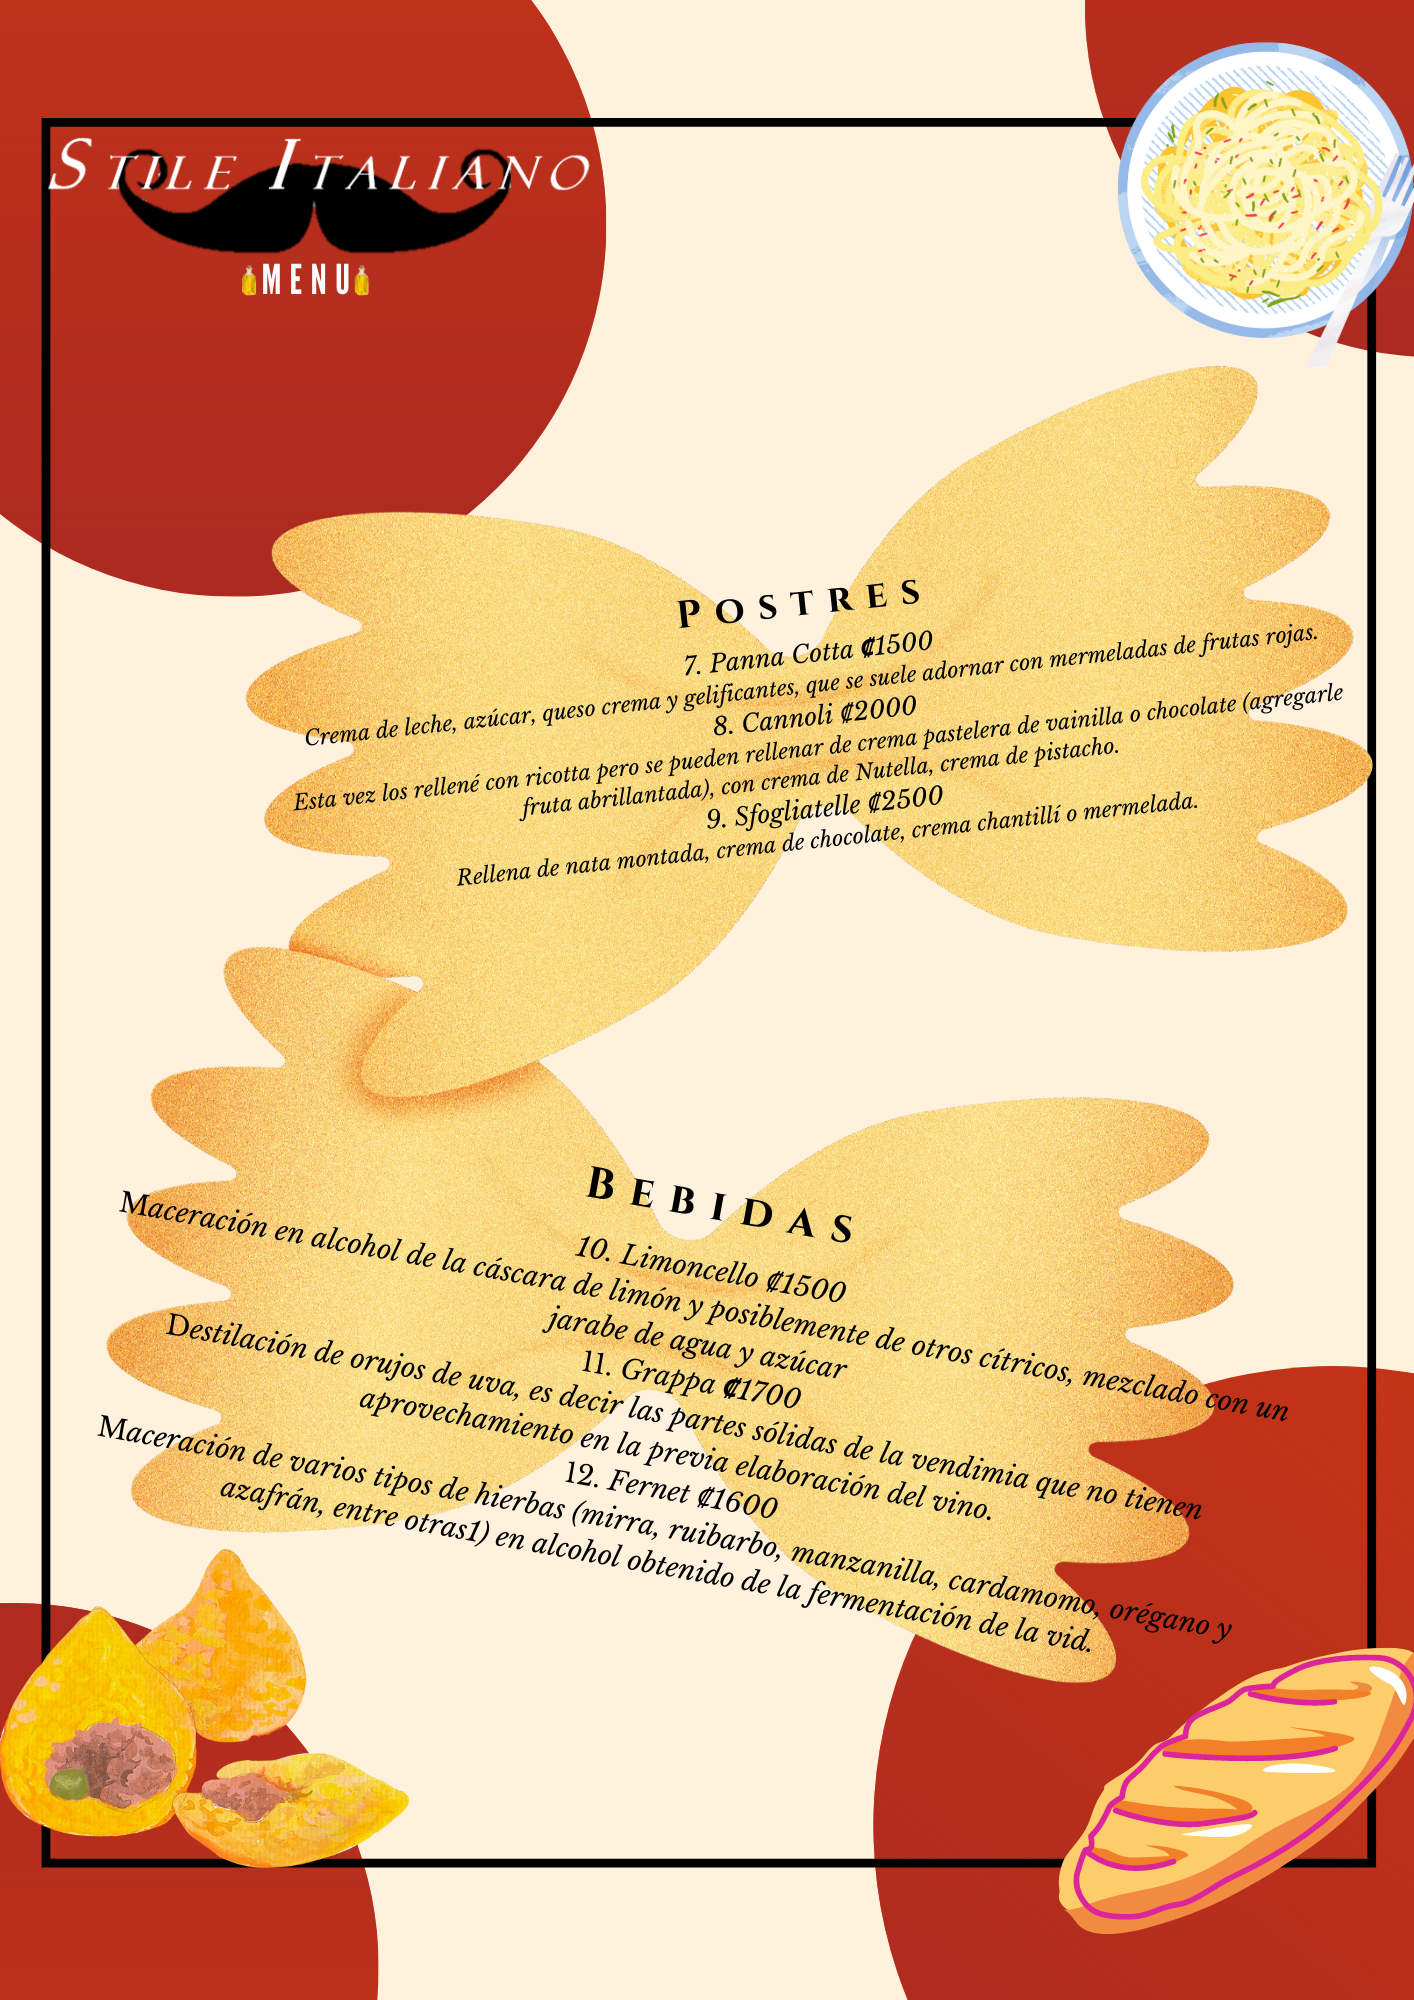 STILE ITALIANO
MENU
POSTRES
7. Panna Cotta ₡1500
Crema de leche, azúcar, queso crema y gelificantes, que se suele adornar con mermeladas de frutas rojas.
8. Cannoli ₡2000
Esta vez los rellené con ricotta pero se pueden rellenar de crema pastelera de vainilla o chocolate (agregarle
fruta abrillantada), con crema de Nutella, crema de pistacho.
9. Sfogliatelle ₡2500
Rellena de nata montada, crema de chocolate, crema chantillí o mermelada.
BEBIDAS
10. Limoncello ₡1500
Maceración en alcohol de la cáscara de limón y posiblemente de otros cítricos, mezclado con un
jarabe de agua y azúcar
11. Grappa ₡1700
Destilación de orujos de uva, es decir las partes sólidas de la vendimia que no tienen
aprovechamiento en la previa elaboración del vino.
12. Fernet ₡1600
Maceración de varios tipos de hierbas (mirra, ruibarbo, manzanilla, cardamomo, orégano y
azafrán, entre otras1) en alcohol obtenido de la fermentación de la vid.